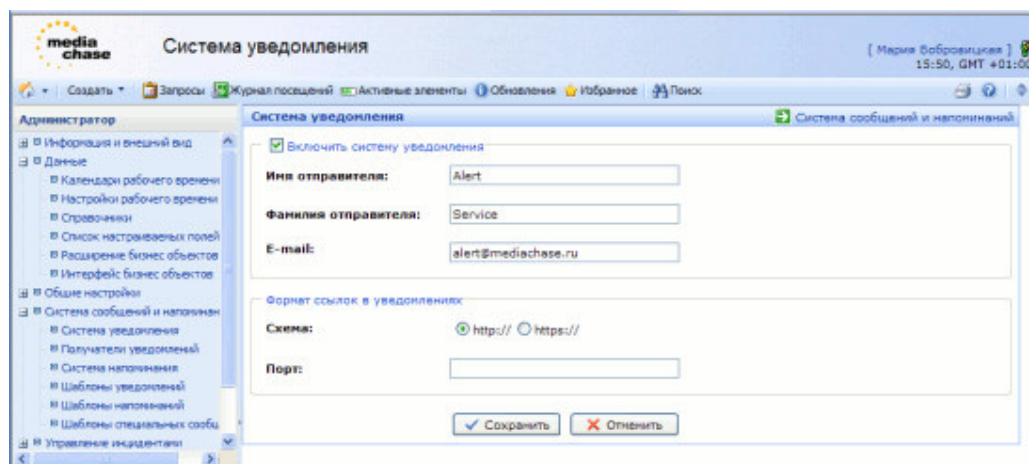 media
chase
Система уведомления
[ Мария Бобровицкая ]
15:50, GMT +01:00
Создать
Запросы
Журнал посещений
Активные элементы
Обновления
Избранное
Поиск
Администратор
Информация и внешний вид
Данные
Календари рабочего времени
Настройки рабочего времени
Справочники
Список настраиваемых полей
Расширение бизнес объектов
Интерфейс бизнес объектов
Общие настройки
Система сообщений и напоминан
Система уведомления
Получатели уведомлений
Система напоминания
Шаблоны уведомлений
Шаблоны напоминаний
Шаблоны специальных сообщ
Управление инцидентами
Система уведомления
Система сообщений и напоминаний
Включить систему уведомления
Имя отправителя: Alert
Фамилия отправителя: Service
E-mail: alert@mediachase.ru
Формат ссылок в уведомлениях
Схема: http:// https://
Порт:
Сохранить Отменить